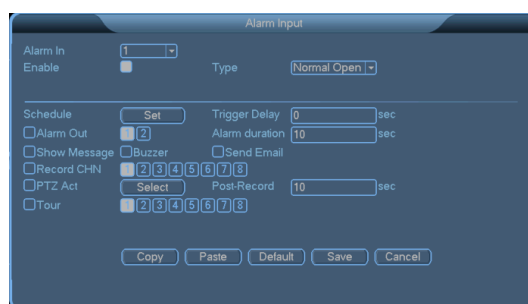 Alarm Input
Alarm In 1
Enable Type Normal Open
Schedule Set Trigger Delay 0 sec
Alarm Out 1 2 Alarm duration 10 sec
Show Message Buzzer Send Email
Record CHN 1 2 3 4 5 6 7 8
PTZ Act Select Post-Record 10 sec
Tour 1 2 3 4 5 6 7 8
Copy Paste Default Save Cancel